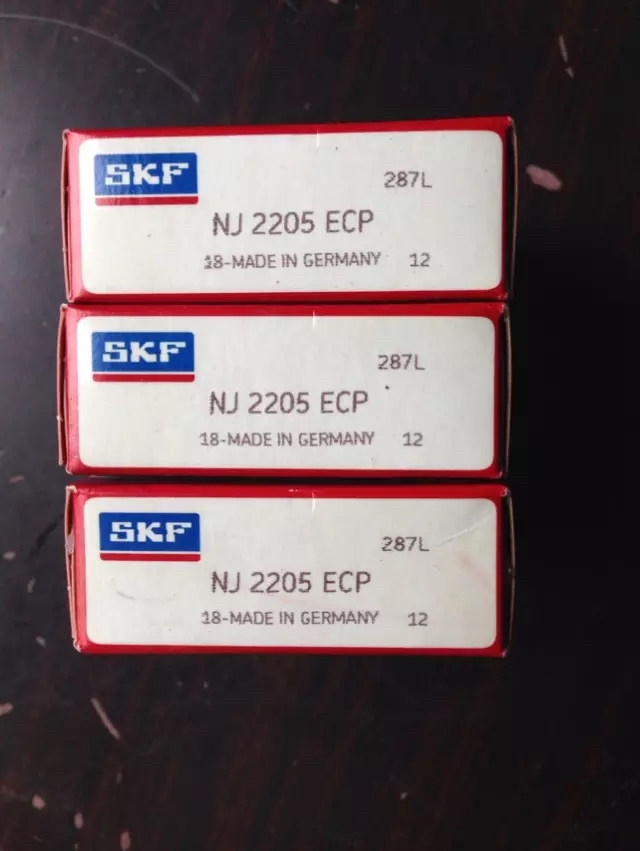 SKF
287L
NJ 2205 ECP
18-MADE IN GERMANY 12
SKF
287L
NJ 2205 ECP
18-MADE IN GERMANY 12
SKF
287L
NJ 2205 ECP
18-MADE IN GERMANY 12